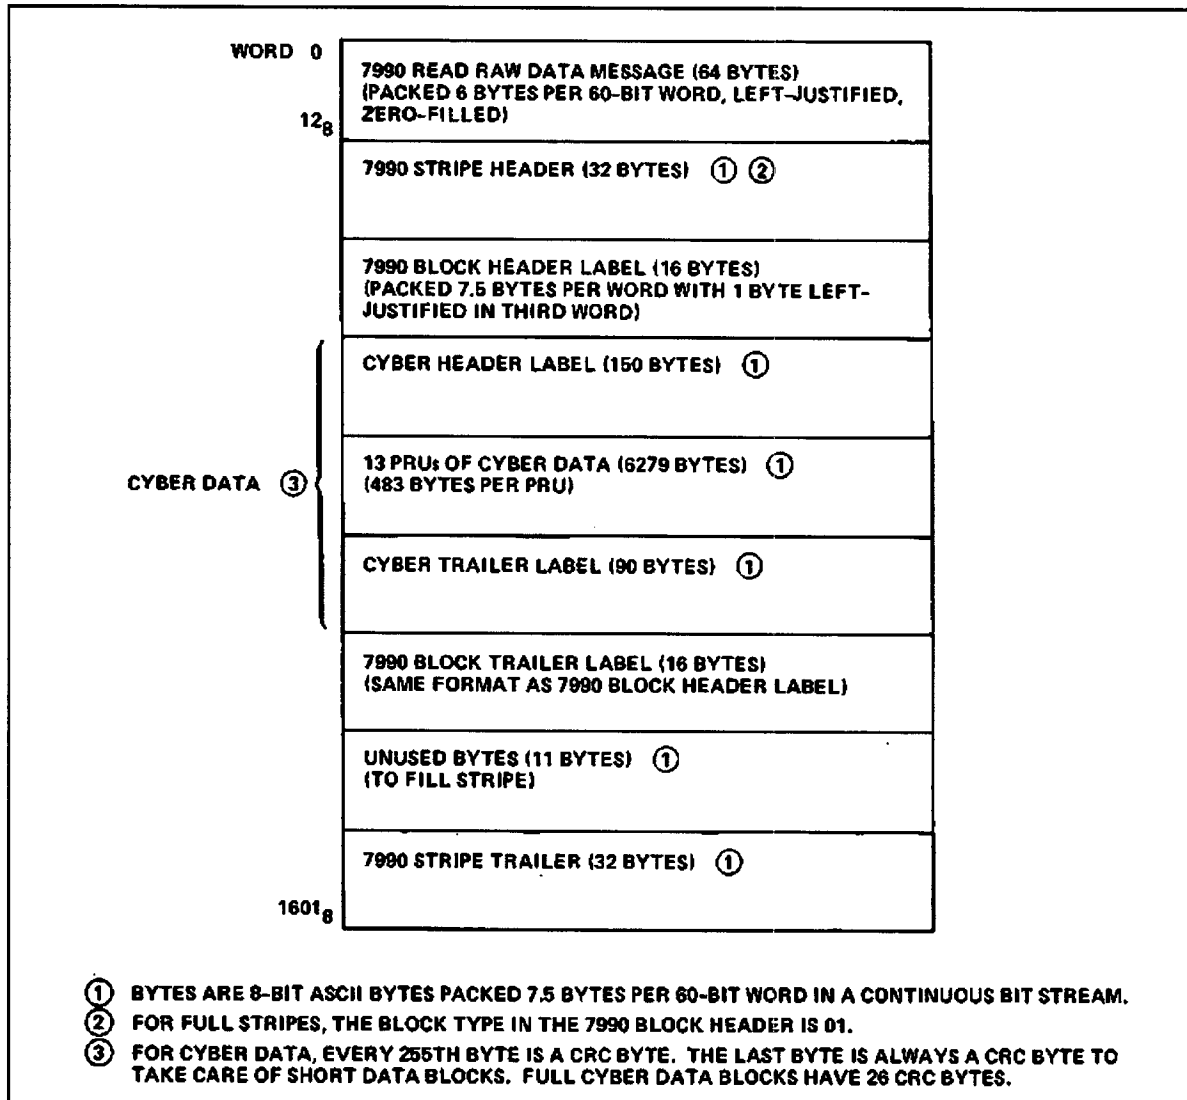 WORD 0
7990 READ RAW DATA MESSAGE (64 BYTES)
(PACKED 6 BYTES PER 60-BIT WORD, LEFT-JUSTIFIED,
ZERO-FILLED)
12₈
7990 STRIPE HEADER (32 BYTES) ① ②
7990 BLOCK HEADER LABEL (16 BYTES)
(PACKED 7.5 BYTES PER WORD WITH 1 BYTE LEFT-
JUSTIFIED IN THIRD WORD)
CYBER HEADER LABEL (150 BYTES) ①
CYBER DATA ③
13 PRUs OF CYBER DATA (6279 BYTES) ①
(483 BYTES PER PRU)
CYBER TRAILER LABEL (90 BYTES) ①
7990 BLOCK TRAILER LABEL (16 BYTES)
(SAME FORMAT AS 7990 BLOCK HEADER LABEL)
UNUSED BYTES (11 BYTES) ①
(TO FILL STRIPE)
7990 STRIPE TRAILER (32 BYTES) ①
1601₈
① BYTES ARE 8-BIT ASCII BYTES PACKED 7.5 BYTES PER 60-BIT WORD IN A CONTINUOUS BIT STREAM.
② FOR FULL STRIPES, THE BLOCK TYPE IN THE 7990 BLOCK HEADER IS 01.
③ FOR CYBER DATA, EVERY 255TH BYTE IS A CRC BYTE. THE LAST BYTE IS ALWAYS A CRC BYTE TO
TAKE CARE OF SHORT DATA BLOCKS. FULL CYBER DATA BLOCKS HAVE 26 CRC BYTES.